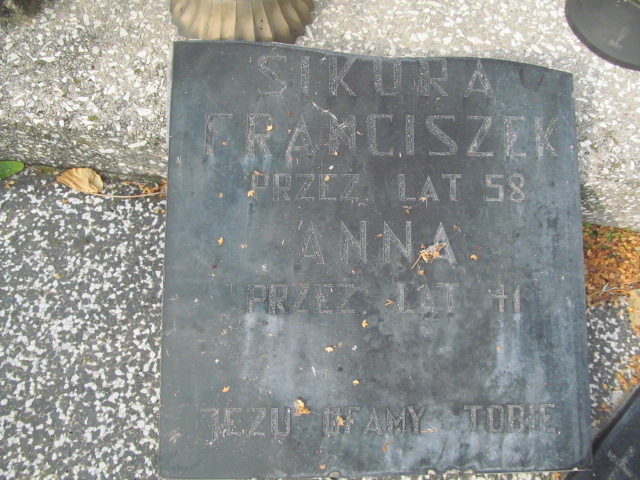 SIKURA
FRANCISZEK
PRZEZ. LAT 58
ANNA
PRZEZ. LAT 41
JEZU UFAMY TOBIE